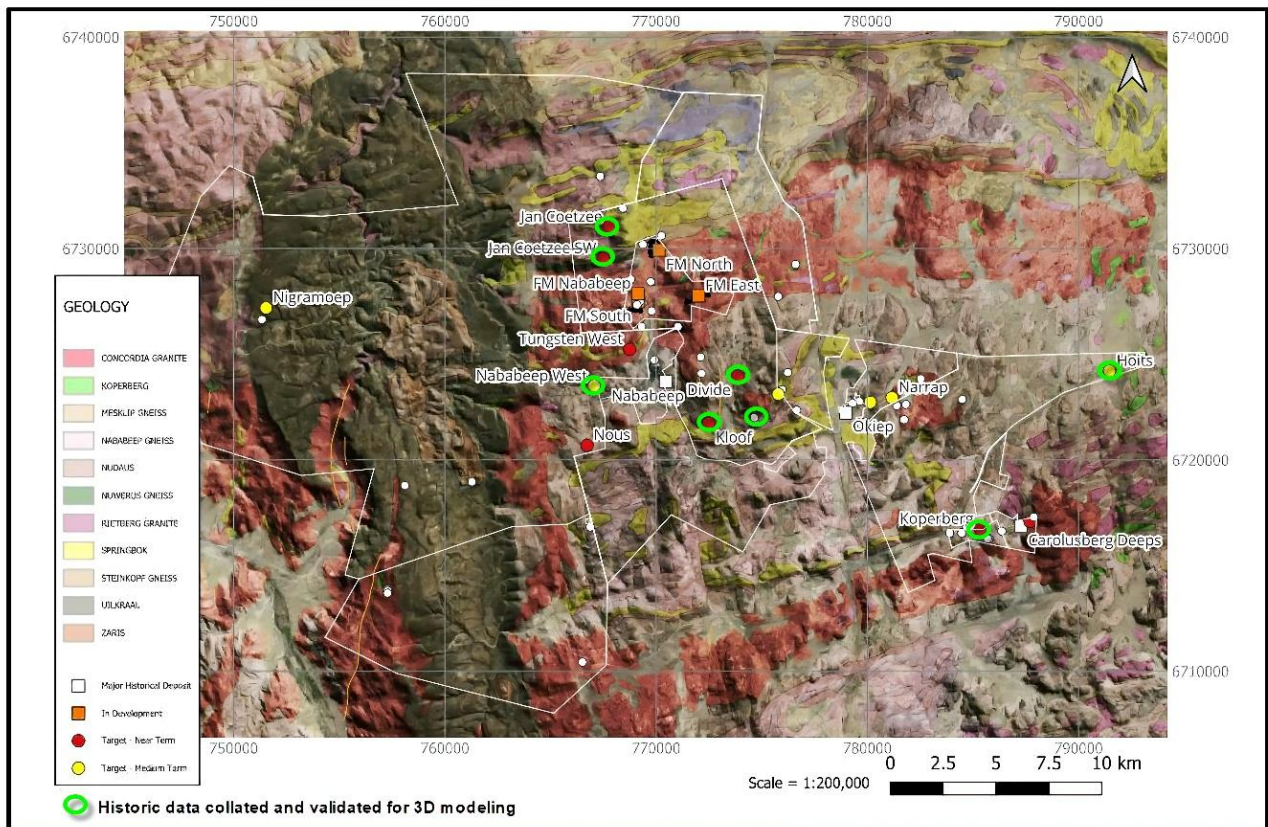 750000 760000 770000 780000 790000
6740000 6740000
Jan Coetzee
6730000 6730000
Jan Coetzee SW
FM North
FM Nababeep
FM East
Nigramoep
FM South
Tungsten West
Hoits
Nababeep West
Narrap
Nababeep
Divide
Okiep
Nous
Kloof
6720000
Koperberg
Carolusberg Deeps
6710000
GEOLOGY
CONCORDIA GRANITE
KOPERBERG
MESKLIP GNEISS
NABABEEP GNEISS
NUDAUS
NUWERUS GNEISS
RIETBERG GRANITE
SPRINGBOK
STEINKOPF GNEISS
UILKRAAL
ZARIS
Major Historical Deposit
In Development
Target - Near Term
Target - Medium Term
750000 760000 770000 780000 790000
0 2.5 5 7.5 10 km
Scale = 1:200,000
Historic data collated and validated for 3D modeling